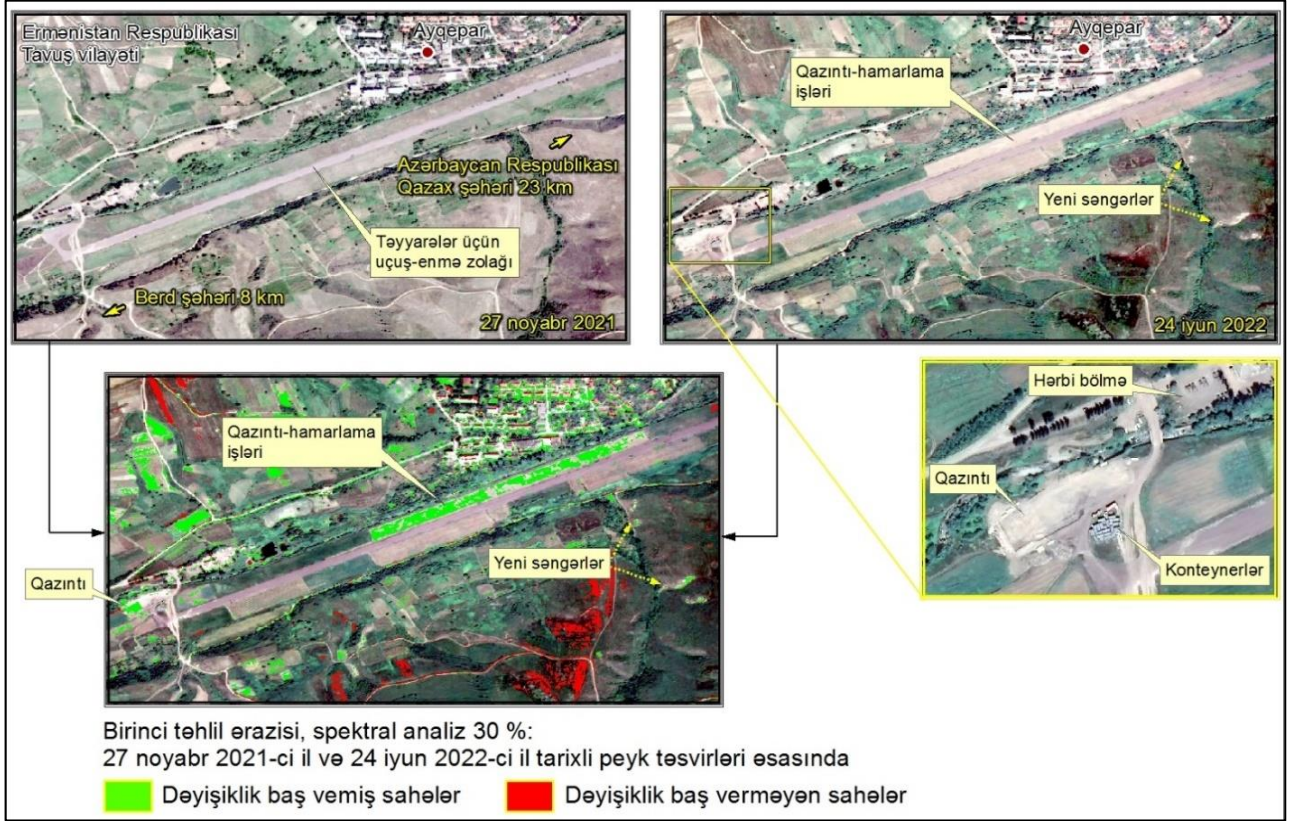 Ermənistan Respublikası
Tavuş vilayəti
Ayqepar
Azərbaycan Respublikası
Qazax şəhəri 23 km
Təyyarələr üçün
uçuş-enmə zolağı
Berd şəhəri 8 km
27 noyabr 2021
Ayqepar
Qazıntı-hamarlama
işləri
Yeni səngərlər
24 iyun 2022
Qazıntı-hamarlama
işləri
Yeni səngərlər
Qazıntı
Hərbi bölmə
Qazıntı
Konteynerlər
Birinci təhlil ərazisi, spektral analiz 30 %:
27 noyabr 2021-ci il və 24 iyun 2022-ci il tarixli peyk təsvirləri əsasında
Dəyişiklik baş vemiş sahələr
Dəyişiklik baş verməyən sahələr